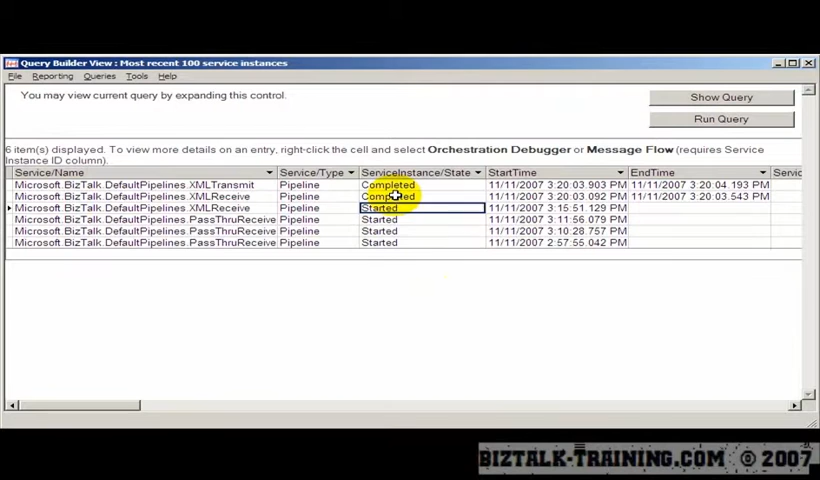 Query Builder View : Most recent 100 service instances
File Reporting Queries Tools Help
You may view current query by expanding this control.
Show Query
Run Query
6 item(s) displayed. To view more details on an entry, right-click the cell and select Orchestration Debugger or Message Flow (requires Service
Instance ID column).
Service/Name Service/Type ServiceInstance/State StartTime EndTime Servic
Microsoft.BizTalk.DefaultPipelines.XMLTransmit Pipeline Completed 11/11/2007 3:20:03.903 PM 11/11/2007 3:20:04.193 PM
Microsoft.BizTalk.DefaultPipelines.XMLReceive Pipeline Completed 11/11/2007 3:20:03.092 PM 11/11/2007 3:20:03.543 PM
Microsoft.BizTalk.DefaultPipelines.XMLReceive Pipeline Started 11/11/2007 3:15:51.129 PM
Microsoft.BizTalk.DefaultPipelines.PassThruReceive Pipeline Started 11/11/2007 3:11:56.079 PM
Microsoft.BizTalk.DefaultPipelines.PassThruReceive Pipeline Started 11/11/2007 3:10:28.757 PM
Microsoft.BizTalk.DefaultPipelines.PassThruReceive Pipeline Started 11/11/2007 2:57:55.042 PM
BIZTALK-TRAINING.COM © 2007